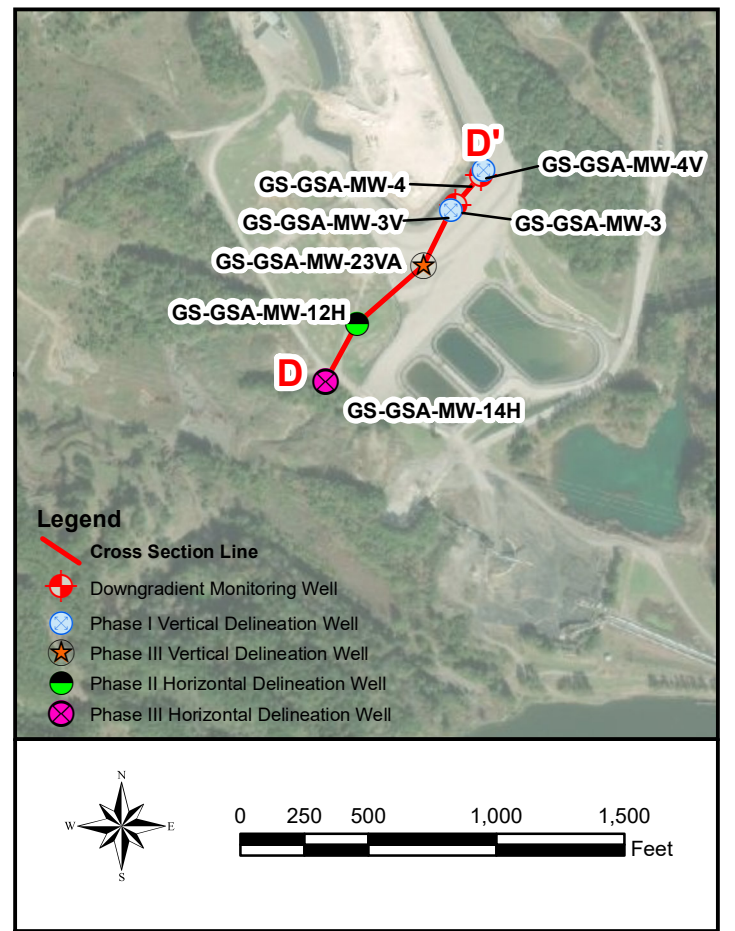 D'
GS-GSA-MW-4V
GS-GSA-MW-4
GS-GSA-MW-3V
GS-GSA-MW-3
GS-GSA-MW-23VA
GS-GSA-MW-12H
D
GS-GSA-MW-14H
Legend
Cross Section Line
Downgradient Monitoring Well
Phase I Vertical Delineation Well
Phase III Vertical Delineation Well
Phase II Horizontal Delineation Well
Phase III Horizontal Delineation Well
N
W E
S
0 250 500 1,000 1,500
Feet